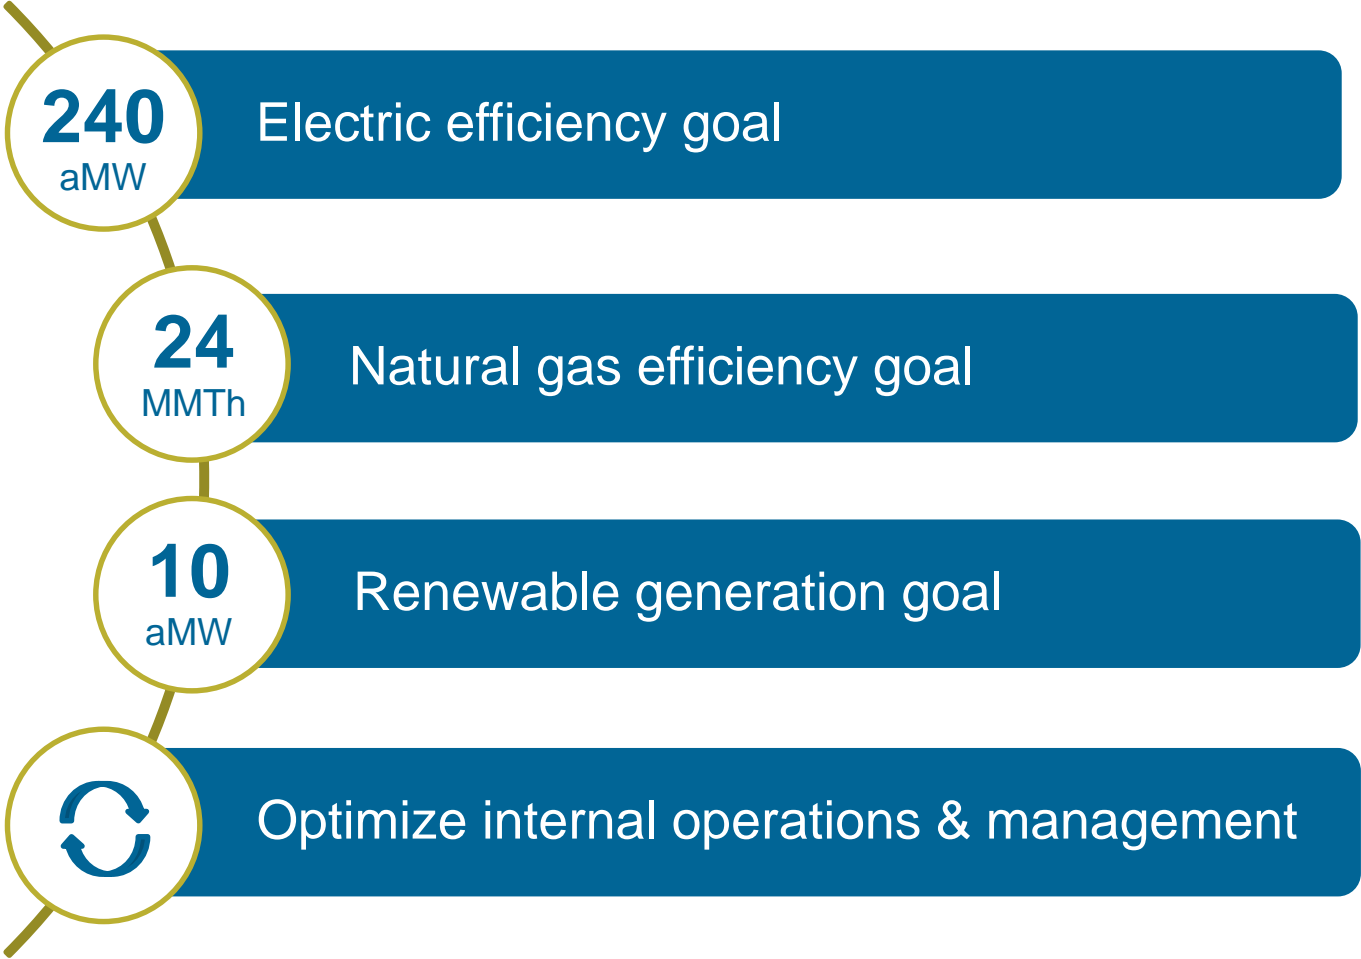 240
aMW
Electric efficiency goal
24
MMTh
Natural gas efficiency goal
10
aMW
Renewable generation goal
Optimize internal operations & management